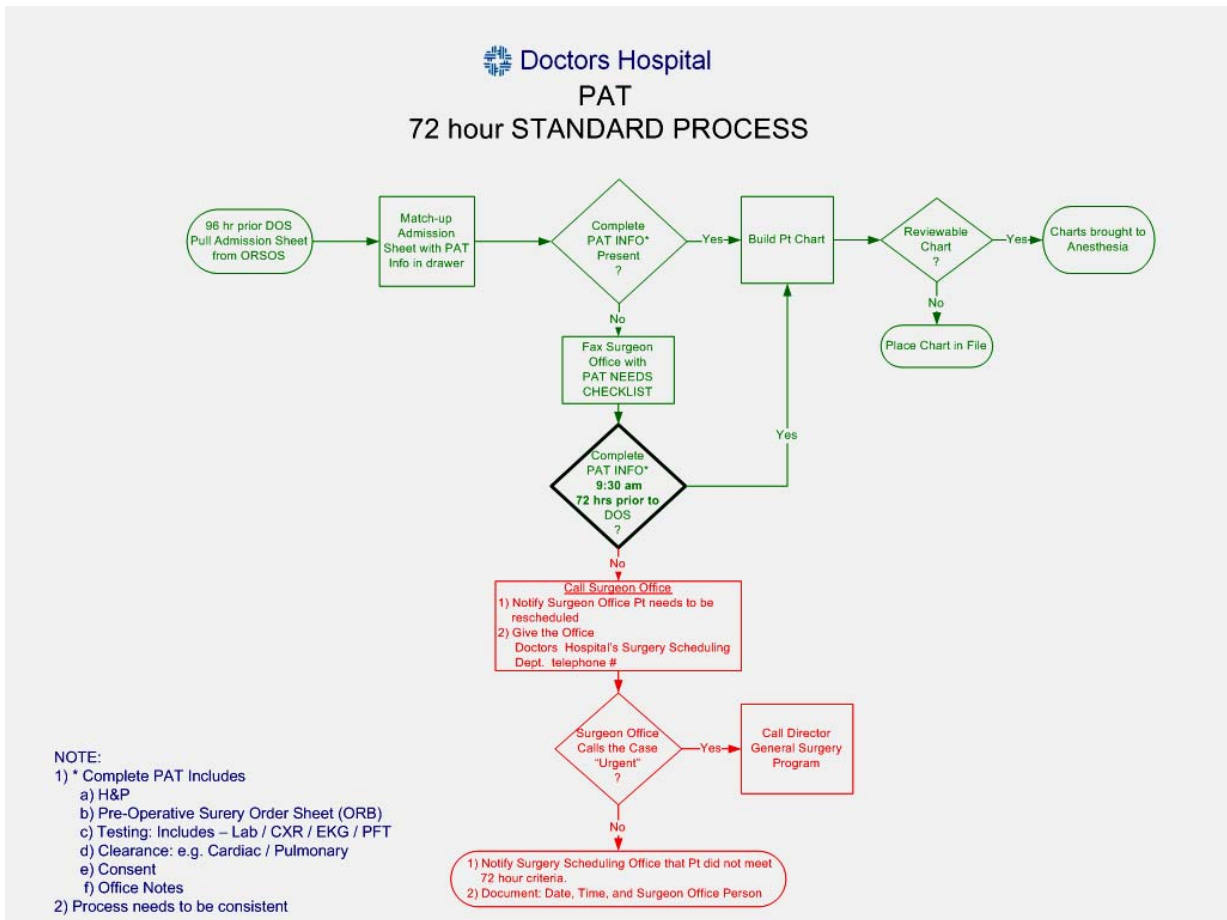 Doctors Hospital
PAT
72 hour STANDARD PROCESS
96 hr prior DOS
Pull Admission Sheet
from ORSOS
Match-up
Admission
Sheet with PAT
Info in drawer
Complete
PAT INFO*
Present
?
Yes
Build Pt Chart
Reviewable
Chart
?
Yes
Charts brought to
Anesthesia
No
Place Chart in File
No
Fax Surgeon
Office with
PAT NEEDS
CHECKLIST
Complete
PAT INFO*
9:30 am
72 hrs prior to
DOS
?
Yes
No
Call Surgeon Office
1) Notify Surgeon Office Pt needs to be
rescheduled
2) Give the Office
Doctors Hospital's Surgery Scheduling
Dept. telephone #
Surgeon Office
Calls the Case
"Urgent"
?
Yes
Call Director
General Surgery
Program
No
1) Notify Surgery Scheduling Office that Pt did not meet
72 hour criteria.
2) Document: Date, Time, and Surgeon Office Person
NOTE:
1) * Complete PAT Includes
a) H&P
b) Pre-Operative Surery Order Sheet (ORB)
c) Testing: Includes – Lab / CXR / EKG / PFT
d) Clearance: e.g. Cardiac / Pulmonary
e) Consent
f) Office Notes
2) Process needs to be consistent